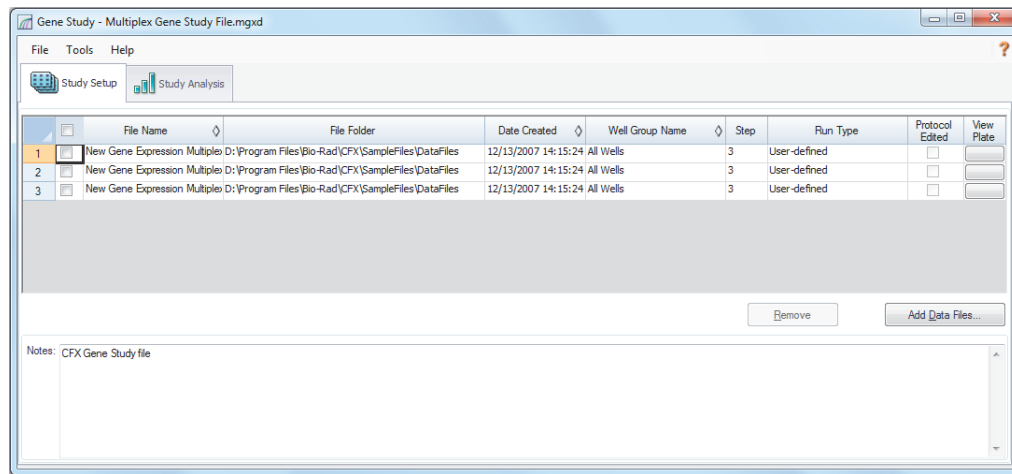 Gene Study - Multiplex Gene Study File.mgxd
File Tools Help ?
Study Setup Study Analysis
File Name File Folder Date Created Well Group Name Step Run Type Protocol Edited View Plate
1 New Gene Expression Multiplex D:\Program Files\Bio-Rad\CFX\SampleFiles\DataFiles 12/13/2007 14:15:24 All Wells 3 User-defined
2 New Gene Expression Multiplex D:\Program Files\Bio-Rad\CFX\SampleFiles\DataFiles 12/13/2007 14:15:24 All Wells 3 User-defined
3 New Gene Expression Multiplex D:\Program Files\Bio-Rad\CFX\SampleFiles\DataFiles 12/13/2007 14:15:24 All Wells 3 User-defined
Remove Add Data Files...
Notes: CFX Gene Study file